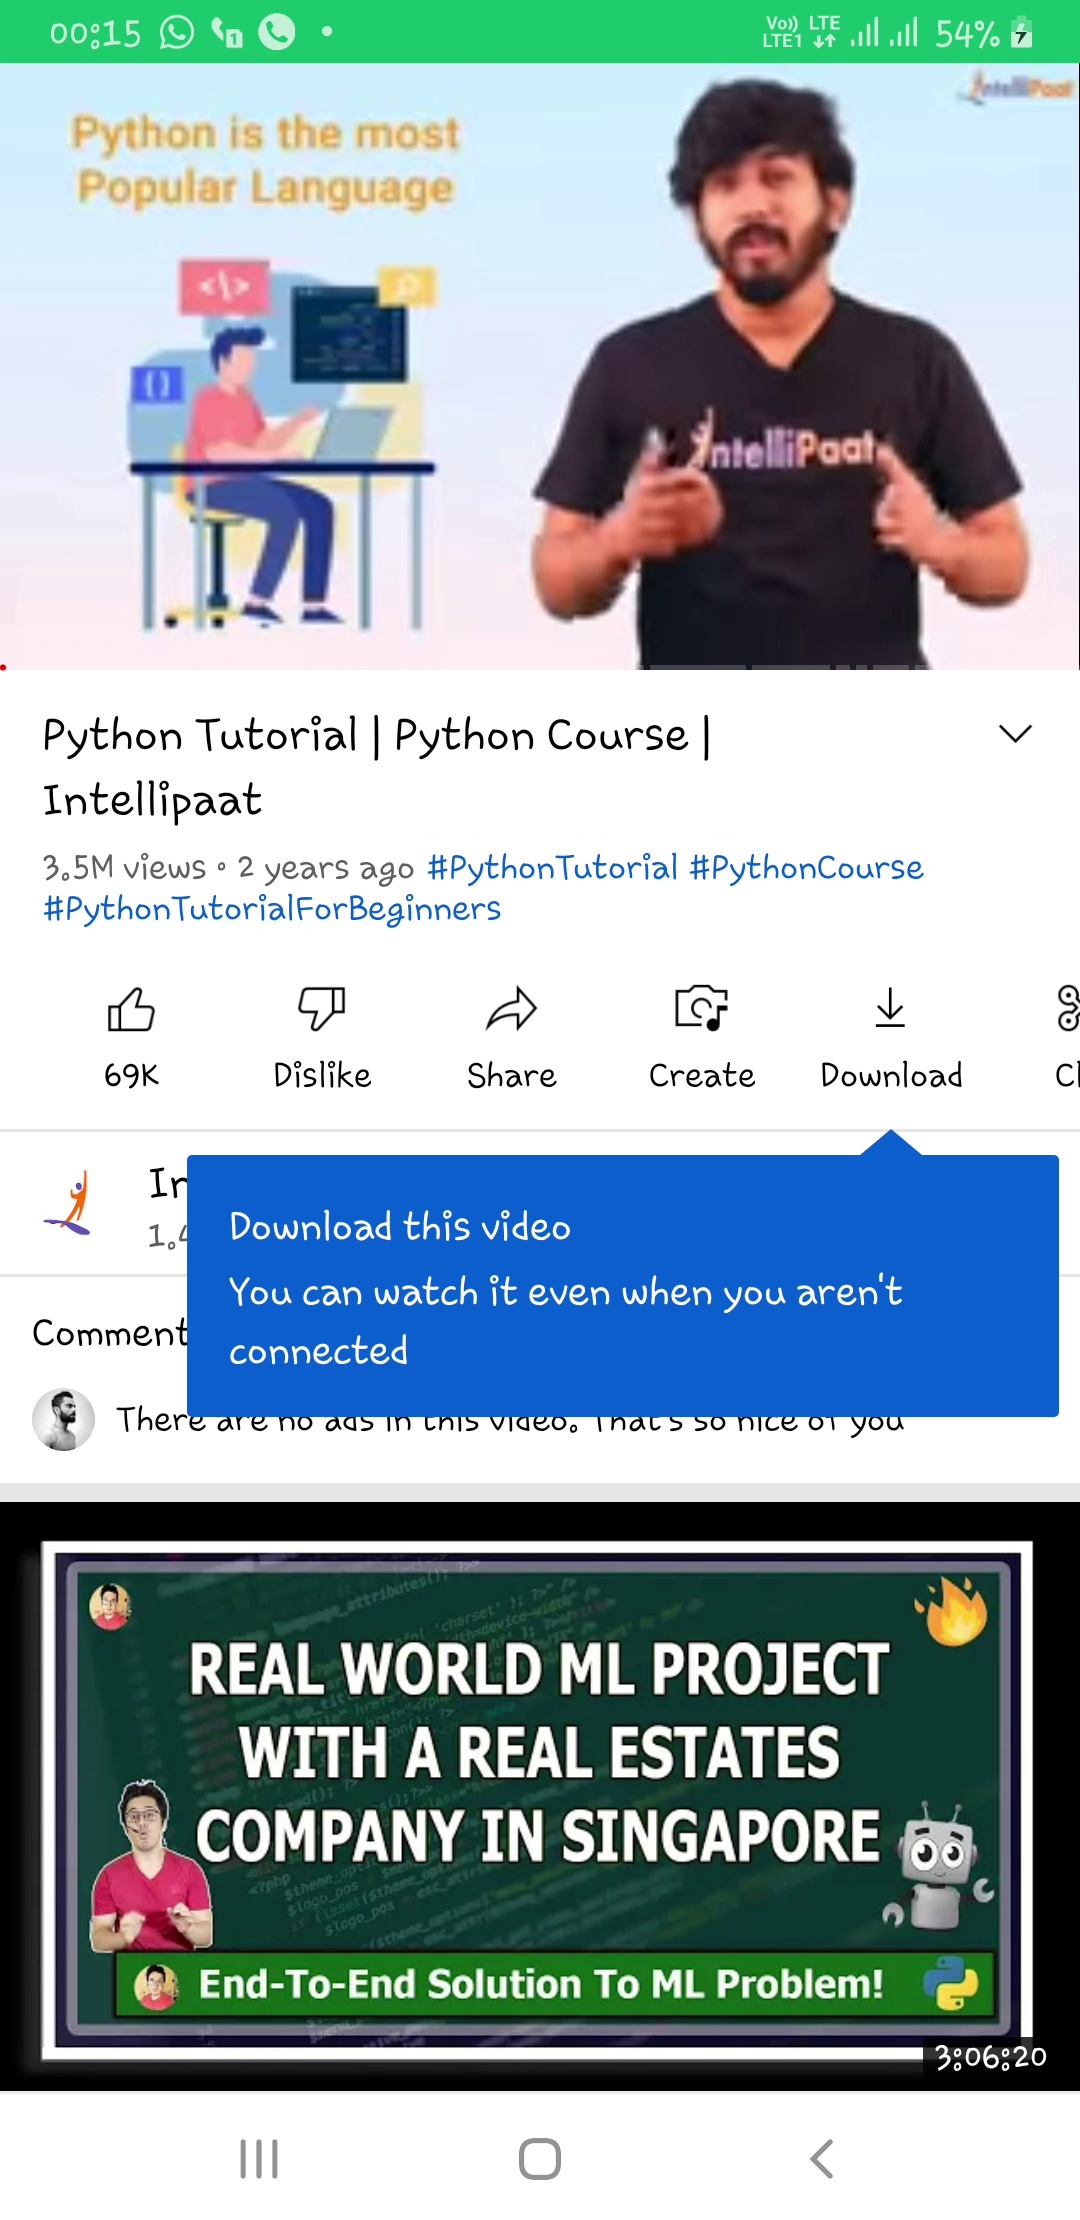 00:15
Vo)) LTE
LTE1
54%
IntelliPaat
Python is the most
Popular Language
</>
{ }
IntelliPaat
Python Tutorial | Python Course |
Intellipaat
3.5M views • 2 years ago #PythonTutorial #PythonCourse
#PythonTutorialForBeginners
69K
Dislike
Share
Create
Download
Download this video
You can watch it even when you aren't
connected
Comment
There are no ads in this video. That's so nice of you
REAL WORLD ML PROJECT
WITH A REAL ESTATES
COMPANY IN SINGAPORE
End-To-End Solution To ML Problem!
3:06:20